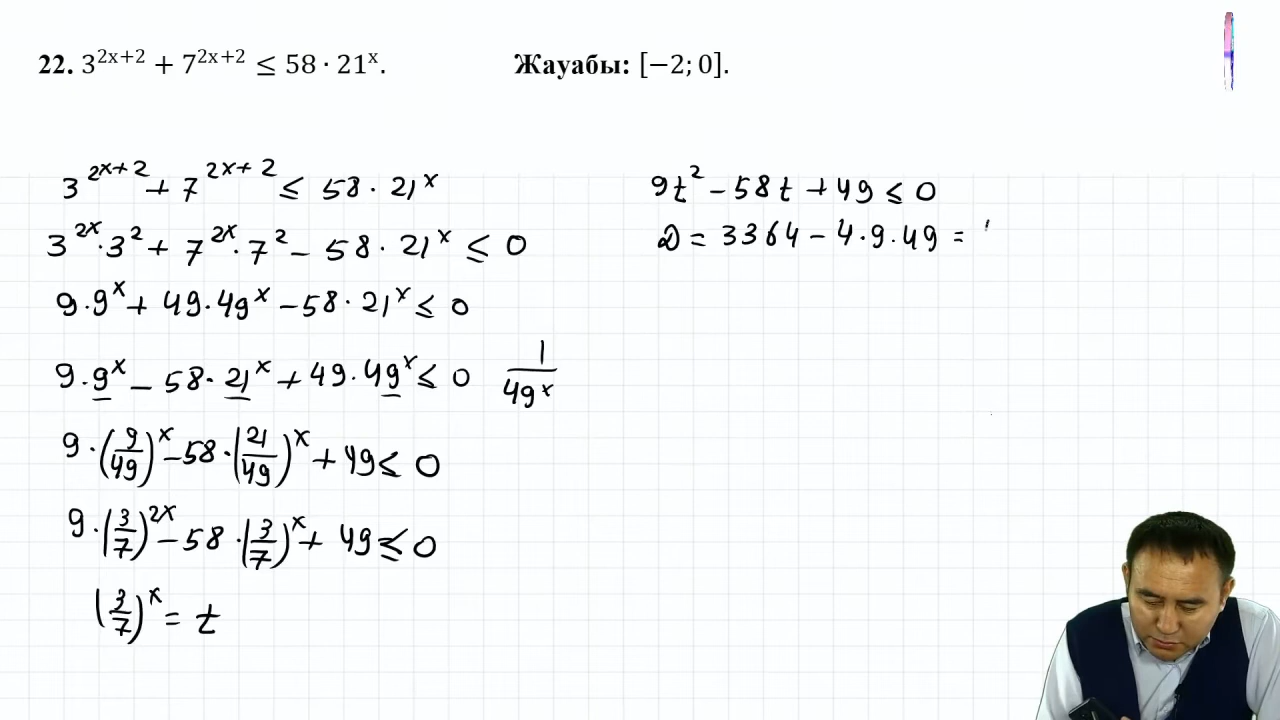 22. 3^{2x+2} + 7^{2x+2} ≤ 58 · 21^x.
Жауабы: [−2; 0].
3^{2x+2} + 7^{2x+2} ≤ 58 · 21^x
3^{2x} · 3^2 + 7^{2x} · 7^2 − 58 · 21^x ≤ 0
9 · 9^x + 49 · 49^x − 58 · 21^x ≤ 0
9 · 9^x − 58 · 21^x + 49 · 49^x ≤ 0 1/49^x
9 · (9/49)^x − 58 · (21/49)^x + 49 ≤ 0
9 · (3/7)^{2x} − 58 · (3/7)^x + 49 ≤ 0
(3/7)^x = t
9t^2 − 58t + 49 ≤ 0
D = 3364 − 4 · 9 · 49 =